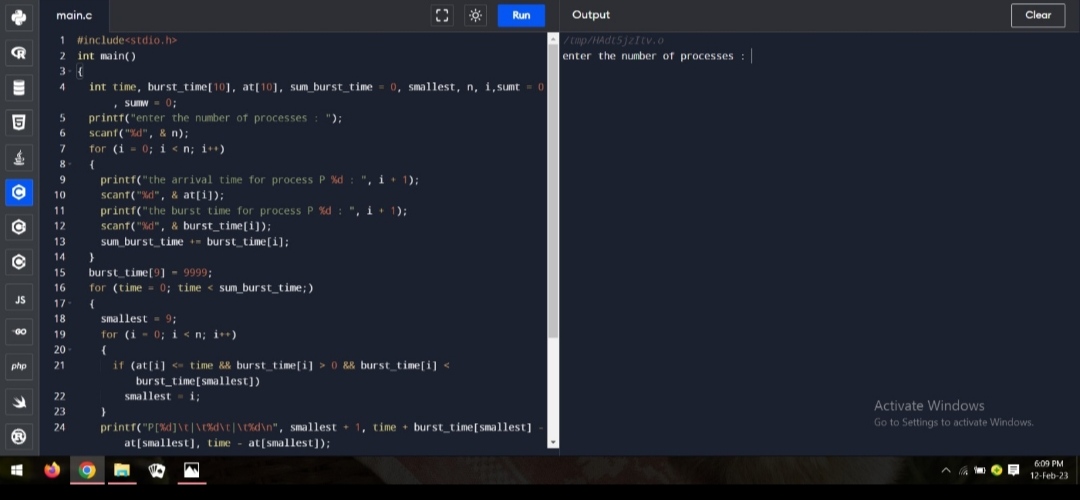 main.c
Run
Output
Clear
1 #include<stdio.h>
2 int main()
3 {
4 int time, burst_time[10], at[10], sum_burst_time = 0, smallest, n, i,sumt = 0
, sumw = 0;
5 printf("enter the number of processes : ");
6 scanf("%d", & n);
7 for (i = 0; i < n; i++)
8 {
9 printf("the arrival time for process P %d : ", i + 1);
10 scanf("%d", & at[i]);
11 printf("the burst time for process P %d : ", i + 1);
12 scanf("%d", & burst_time[i]);
13 sum_burst_time += burst_time[i];
14 }
15 burst_time[9] = 9999;
16 for (time = 0; time < sum_burst_time;)
17 {
18 smallest = 9;
19 for (i = 0; i < n; i++)
20 {
21 if (at[i] <= time && burst_time[i] > 0 && burst_time[i] <
burst_time[smallest])
22 smallest = i;
23 }
24 printf("P[%d]\t|\t%d\t|\t%d\n", smallest + 1, time + burst_time[smallest] -
at[smallest], time - at[smallest]);
enter the number of processes :
JS
GO
php
Activate Windows
Go to Settings to activate Windows.
6:09 PM
12-Feb-23